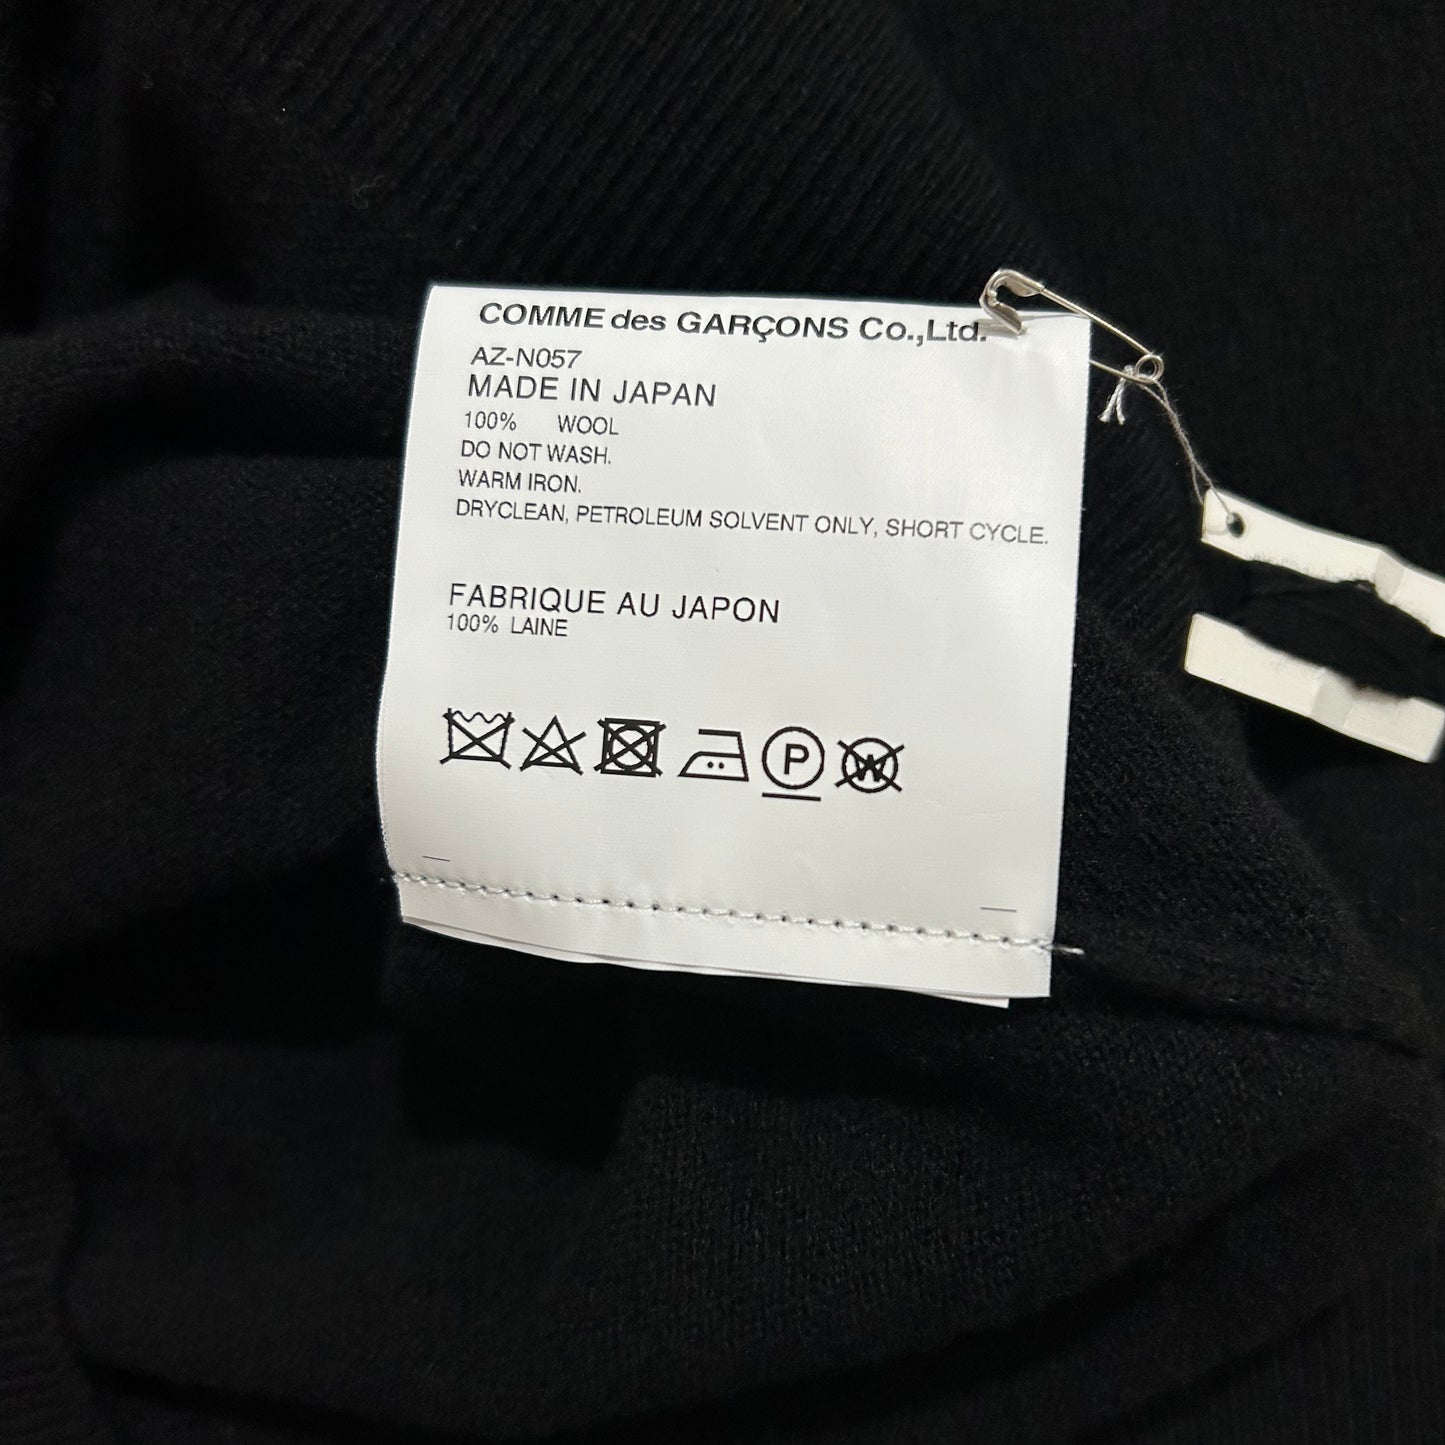 COMME des GARÇONS Co.,Ltd.
AZ-N057
MADE IN JAPAN
100% WOOL
DO NOT WASH.
WARM IRON.
DRYCLEAN, PETROLEUM SOLVENT ONLY, SHORT CYCLE.
FABRIQUE AU JAPON
100% LAINE
P W